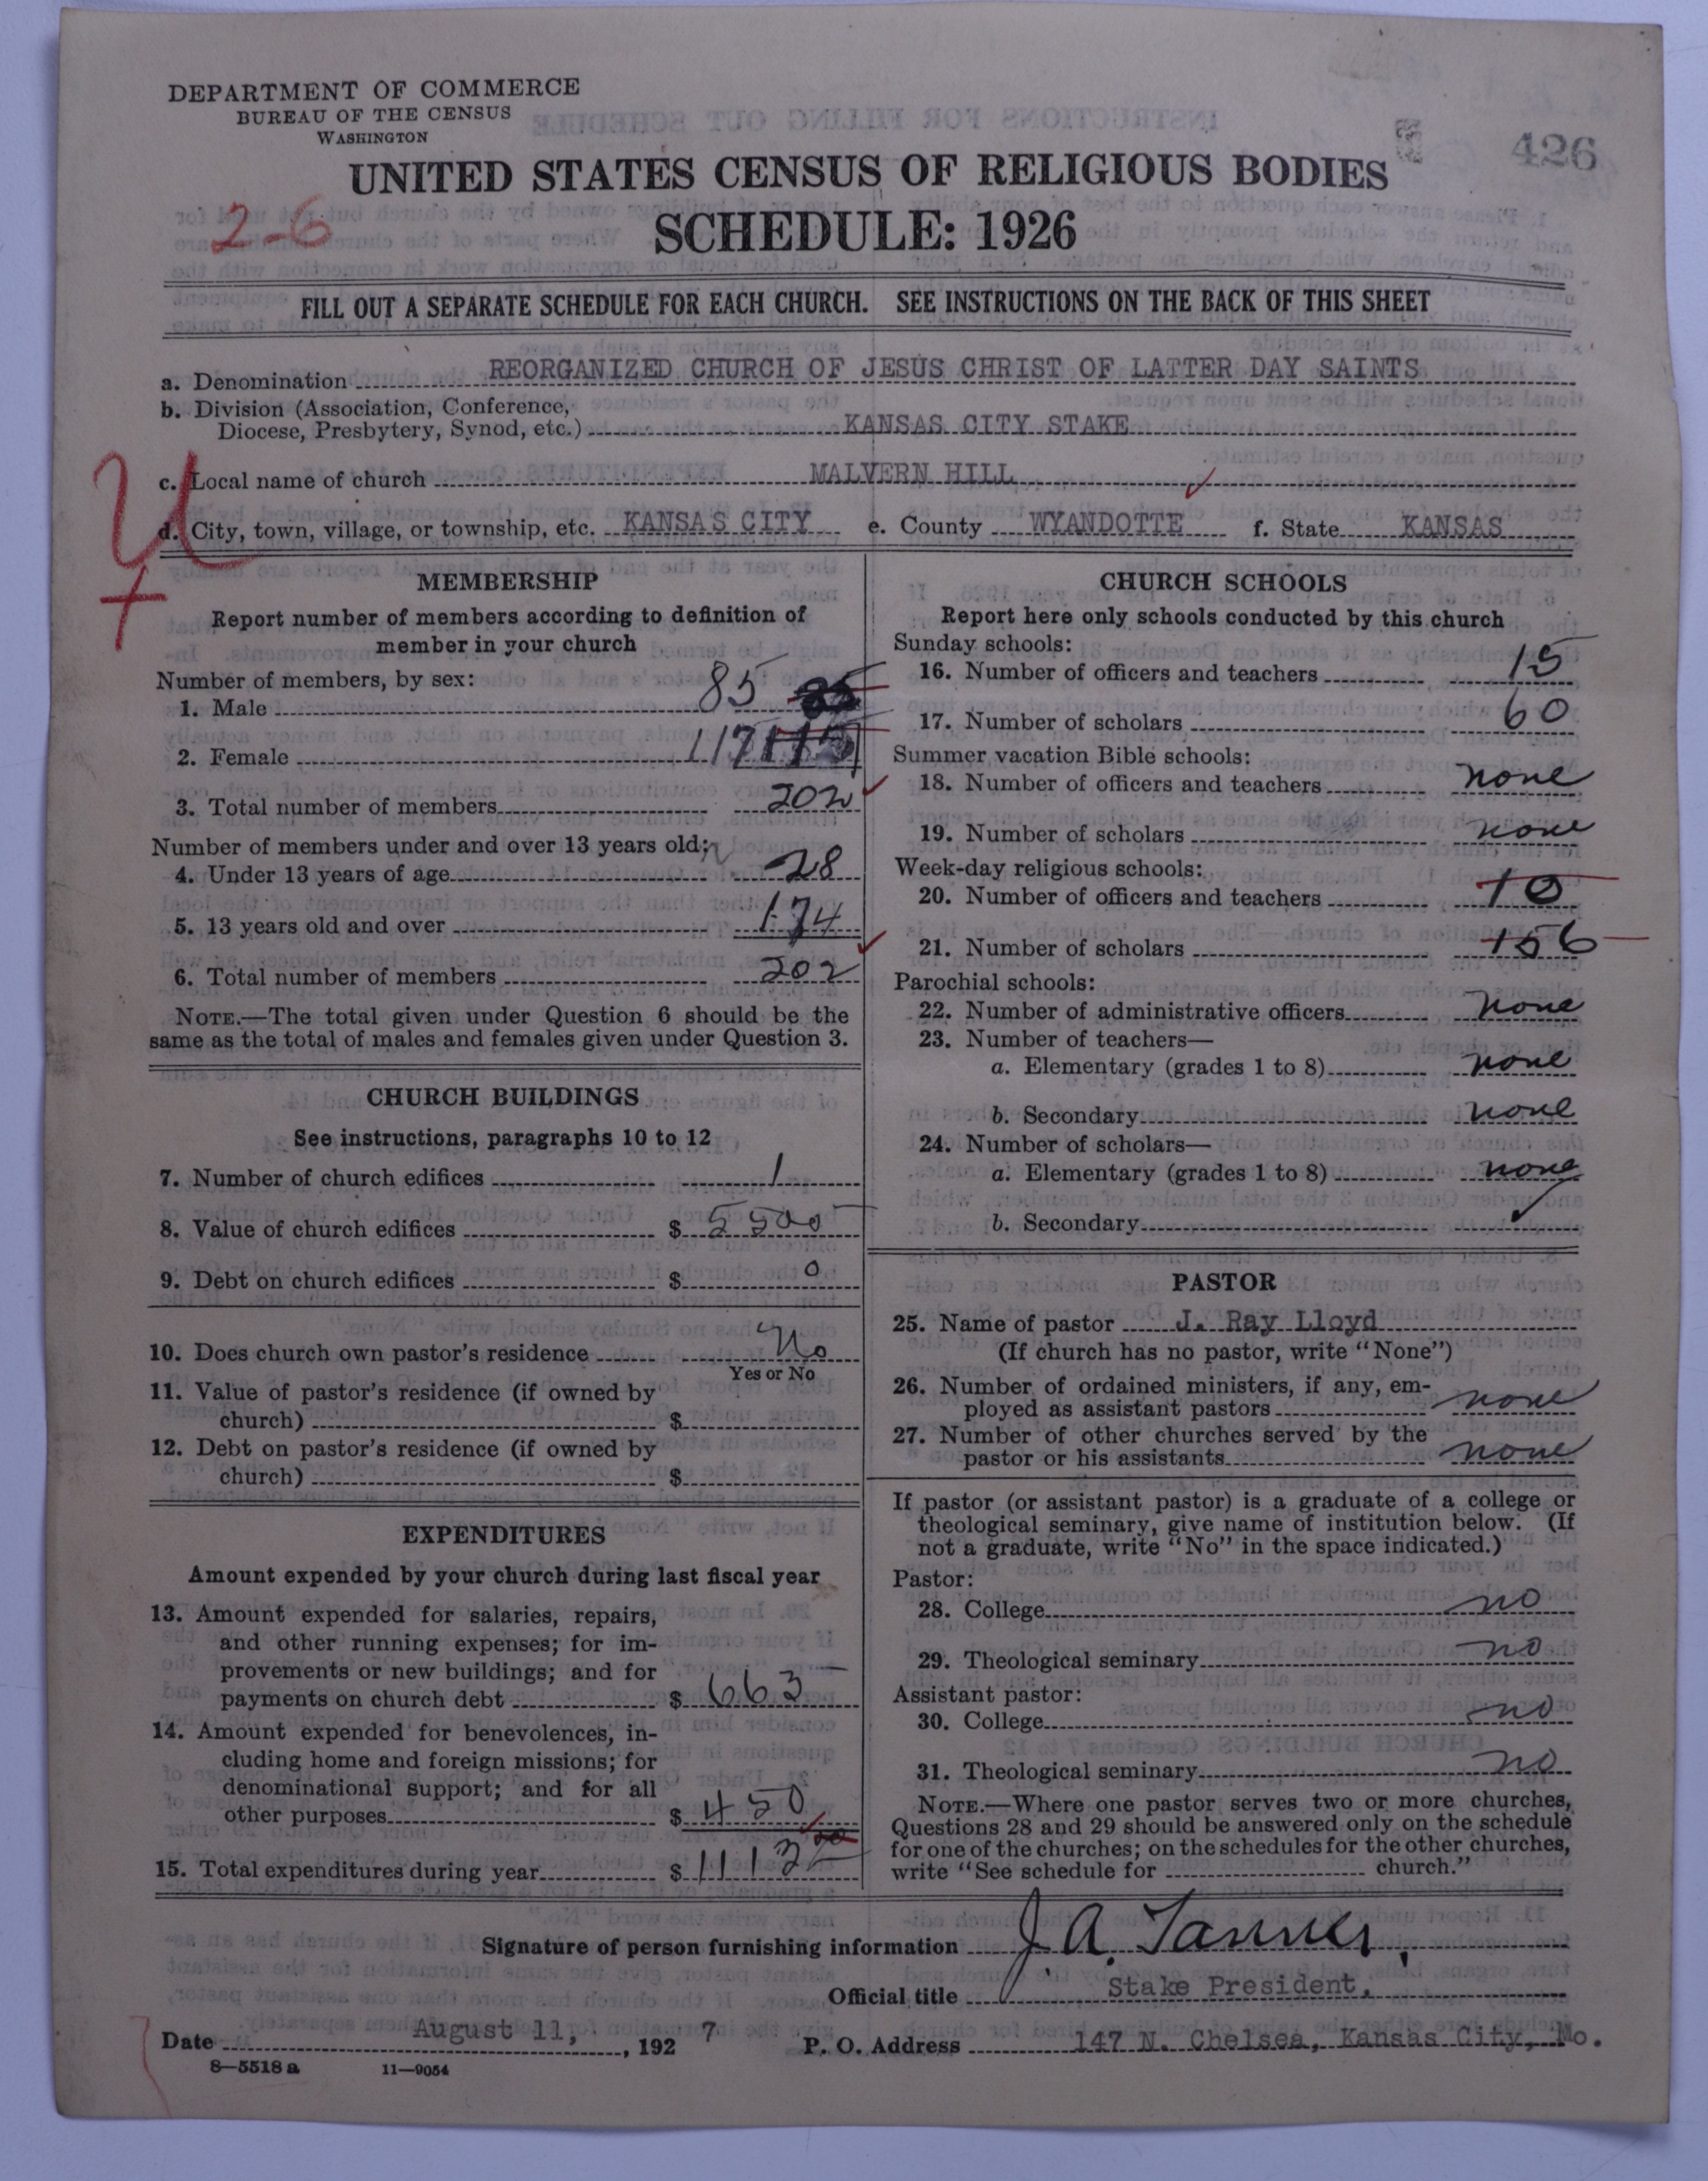 DEPARTMENT OF COMMERCE
BUREAU OF THE CENSUS
WASHINGTON
426
UNITED STATES CENSUS OF RELIGIOUS BODIES
2-6
SCHEDULE: 1926
FILL OUT A SEPARATE SCHEDULE FOR EACH CHURCH. SEE INSTRUCTIONS ON THE BACK OF THIS SHEET
a. Denomination REORGANIZED CHURCH OF JESUS CHRIST OF LATTER DAY SAINTS
b. Division (Association, Conference,
Diocese, Presbytery, Synod, etc.) KANSAS CITY STAKE
c. Local name of church MALVERN HILL
d. City, town, village, or township, etc. KANSAS CITY e. County WYANDOTTE f. State KANSAS
MEMBERSHIP
Report number of members according to definition of
member in your church
Number of members, by sex:
1. Male 85
2. Female 117 115
3. Total number of members 202
Number of members under and over 13 years old:
4. Under 13 years of age 28
5. 13 years old and over 174
6. Total number of members 202
NOTE.—The total given under Question 6 should be the
same as the total of males and females given under Question 3.
CHURCH BUILDINGS
See instructions, paragraphs 10 to 12
7. Number of church edifices 1
8. Value of church edifices $ 5500
9. Debt on church edifices $ 0
10. Does church own pastor's residence No
Yes or No
11. Value of pastor's residence (if owned by
church) $
12. Debt on pastor's residence (if owned by
church) $
EXPENDITURES
Amount expended by your church during last fiscal year
13. Amount expended for salaries, repairs,
and other running expenses; for im-
provements or new buildings; and for
payments on church debt $ 663
14. Amount expended for benevolences, in-
cluding home and foreign missions; for
denominational support; and for all
other purposes $ 450
15. Total expenditures during year $ 1113
CHURCH SCHOOLS
Report here only schools conducted by this church
Sunday schools:
16. Number of officers and teachers 15
17. Number of scholars 60
Summer vacation Bible schools:
18. Number of officers and teachers none
19. Number of scholars none
Week-day religious schools:
20. Number of officers and teachers 10
21. Number of scholars 156
Parochial schools:
22. Number of administrative officers none
23. Number of teachers—
a. Elementary (grades 1 to 8) none
b. Secondary none
24. Number of scholars—
a. Elementary (grades 1 to 8) none
b. Secondary
PASTOR
25. Name of pastor J. Ray Lloyd
(If church has no pastor, write "None")
26. Number of ordained ministers, if any, em-
ployed as assistant pastors none
27. Number of other churches served by the
pastor or his assistants none
If pastor (or assistant pastor) is a graduate of a college or
theological seminary, give name of institution below. (If
not a graduate, write "No" in the space indicated.)
Pastor:
28. College no
29. Theological seminary no
Assistant pastor:
30. College no
31. Theological seminary no
NOTE.—Where one pastor serves two or more churches,
Questions 28 and 29 should be answered only on the schedule
for one of the churches; on the schedules for the other churches,
write "See schedule for church."
Signature of person furnishing information J. A. Tanner.
Official title Stake President,
Date August 11, , 192 7 P. O. Address 147 N. Chelsea, Kansas City, Mo.
8—5518 a 11—9054